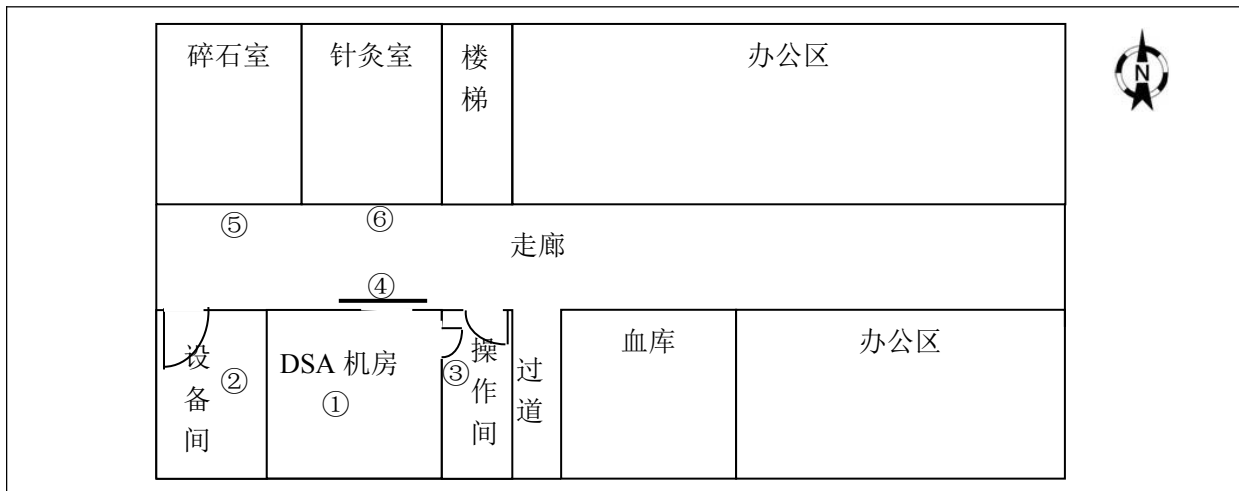 碎石室
针灸室
楼梯
办公区
N
⑤
⑥
走廊
④
设备间
②
DSA 机房
①
③
操作间
过道
血库
办公区